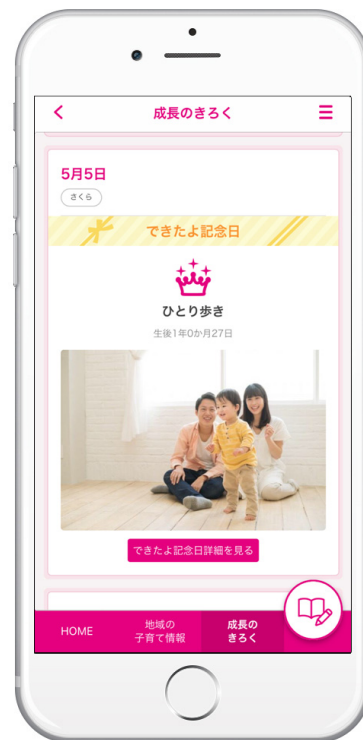 成長のきろく
5月5日
さくら
できたよ記念日
ひとり歩き
生後1年0か月27日
できたよ記念日詳細を見る
HOME
地域の
子育て情報
成長の
きろく